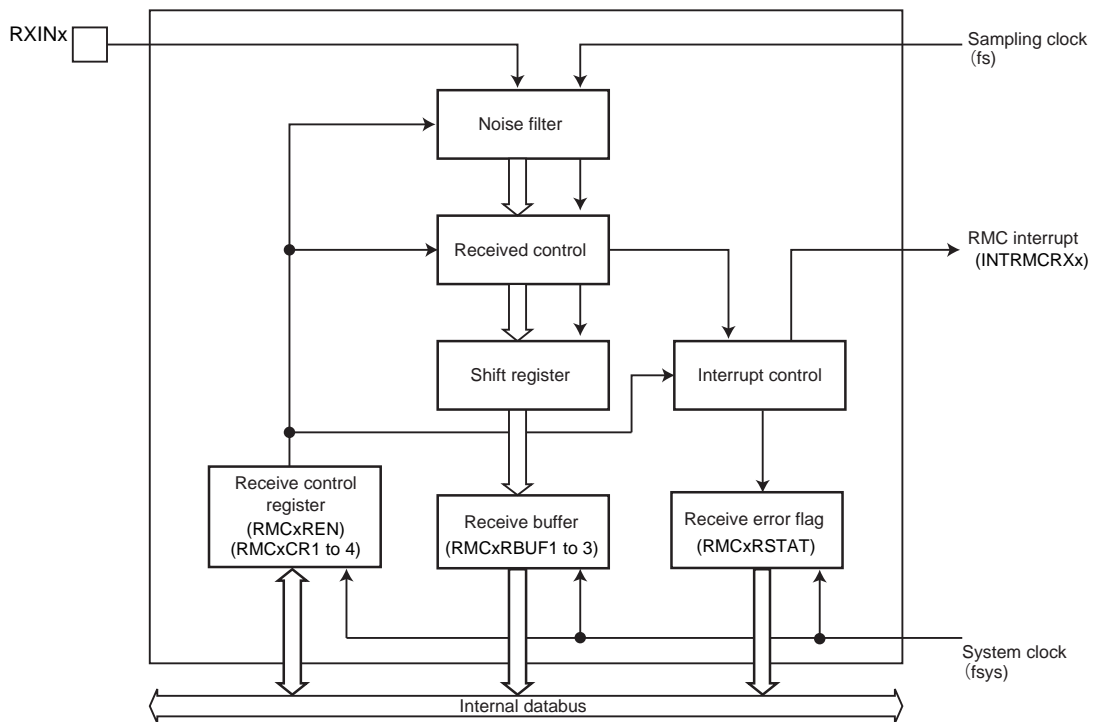 RXINx
Sampling clock
(fs)
Noise filter
Received control
RMC interrupt
(INTRMCRXx)
Shift register
Interrupt control
Receive control
register
(RMCxREN)
(RMCxCR1 to 4)
Receive buffer
(RMCxRBUF1 to 3)
Receive error flag
(RMCxRSTAT)
System clock
(fsys)
Internal databus